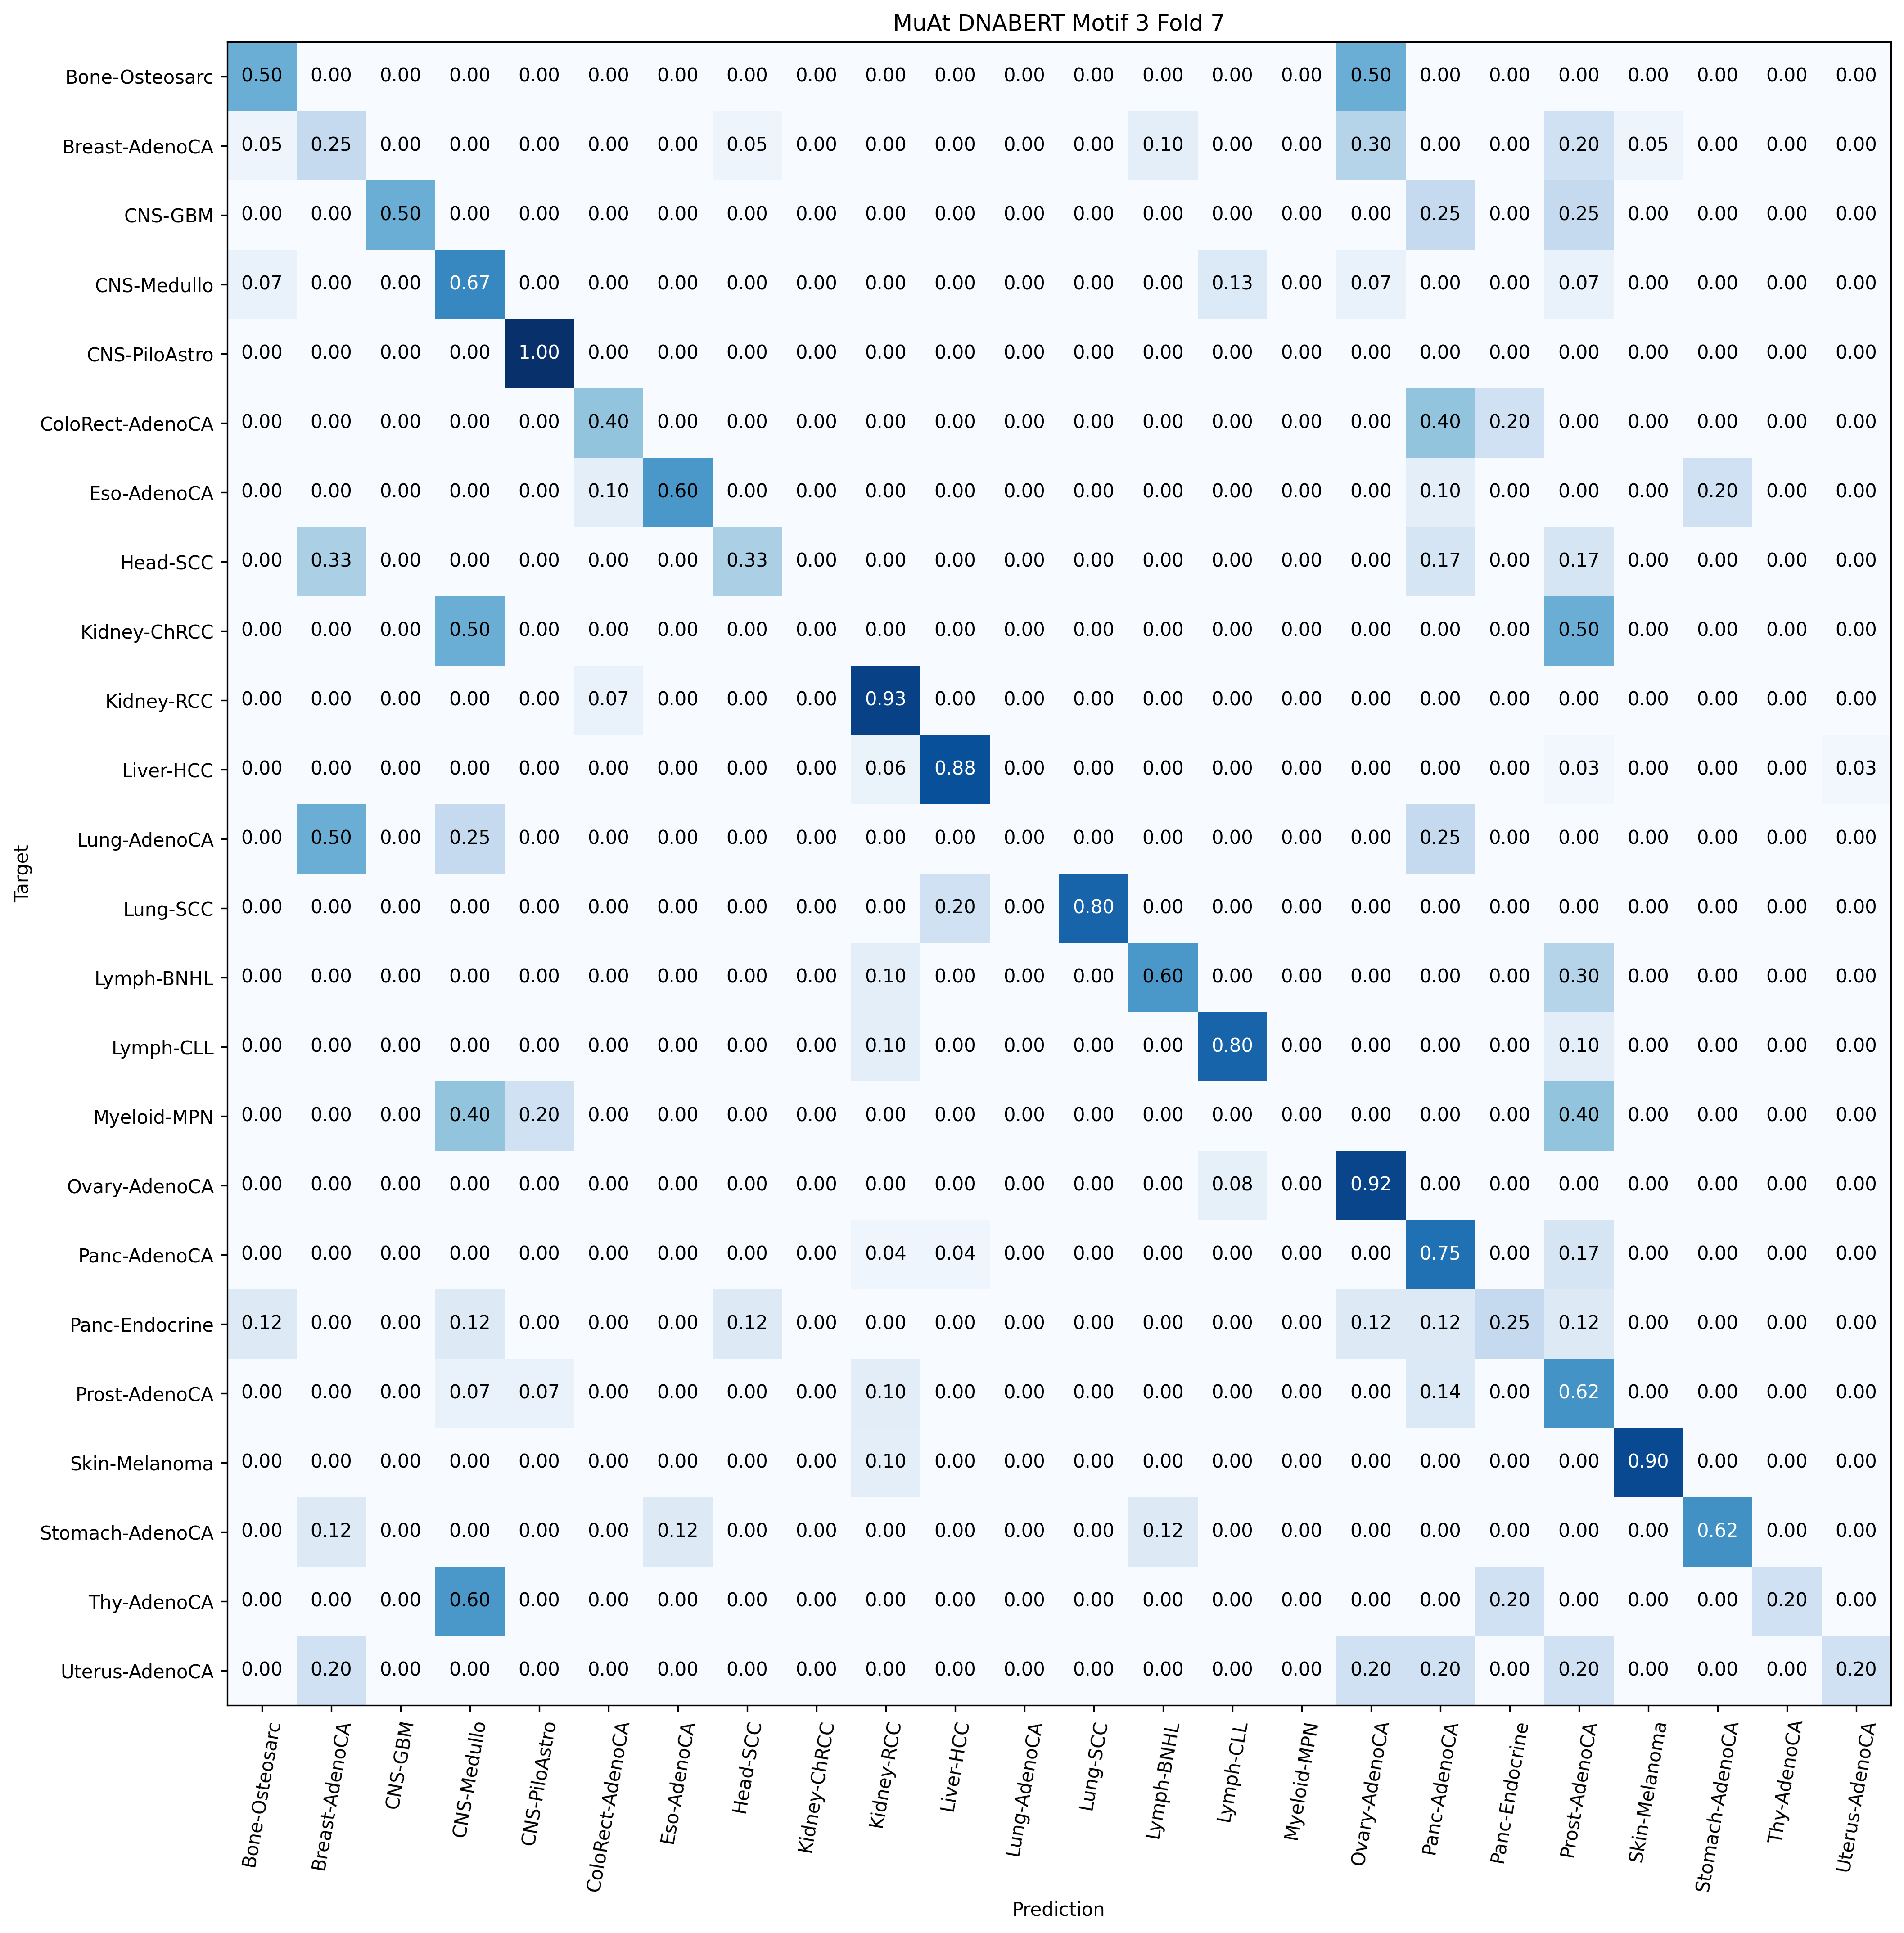 MuAt DNABERT Motif 3 Fold 7
Bone-Osteosarc 0.50 0.00 0.00 0.00 0.00 0.00 0.00 0.00 0.00 0.00 0.00 0.00 0.00 0.00 0.00 0.00 0.50 0.00 0.00 0.00 0.00 0.00 0.00 0.00
Breast-AdenoCA 0.05 0.25 0.00 0.00 0.00 0.00 0.00 0.05 0.00 0.00 0.00 0.00 0.00 0.10 0.00 0.00 0.30 0.00 0.00 0.20 0.05 0.00 0.00 0.00
CNS-GBM 0.00 0.00 0.50 0.00 0.00 0.00 0.00 0.00 0.00 0.00 0.00 0.00 0.00 0.00 0.00 0.00 0.00 0.25 0.00 0.25 0.00 0.00 0.00 0.00
CNS-Medullo 0.07 0.00 0.00 0.67 0.00 0.00 0.00 0.00 0.00 0.00 0.00 0.00 0.00 0.00 0.13 0.00 0.07 0.00 0.00 0.07 0.00 0.00 0.00 0.00
CNS-PiloAstro 0.00 0.00 0.00 0.00 1.00 0.00 0.00 0.00 0.00 0.00 0.00 0.00 0.00 0.00 0.00 0.00 0.00 0.00 0.00 0.00 0.00 0.00 0.00 0.00
ColoRect-AdenoCA 0.00 0.00 0.00 0.00 0.00 0.40 0.00 0.00 0.00 0.00 0.00 0.00 0.00 0.00 0.00 0.00 0.00 0.40 0.20 0.00 0.00 0.00 0.00 0.00
Eso-AdenoCA 0.00 0.00 0.00 0.00 0.00 0.10 0.60 0.00 0.00 0.00 0.00 0.00 0.00 0.00 0.00 0.00 0.00 0.10 0.00 0.00 0.00 0.20 0.00 0.00
Head-SCC 0.00 0.33 0.00 0.00 0.00 0.00 0.00 0.33 0.00 0.00 0.00 0.00 0.00 0.00 0.00 0.00 0.00 0.17 0.00 0.17 0.00 0.00 0.00 0.00
Kidney-ChRCC 0.00 0.00 0.00 0.50 0.00 0.00 0.00 0.00 0.00 0.00 0.00 0.00 0.00 0.00 0.00 0.00 0.00 0.00 0.00 0.50 0.00 0.00 0.00 0.00
Kidney-RCC 0.00 0.00 0.00 0.00 0.00 0.07 0.00 0.00 0.00 0.93 0.00 0.00 0.00 0.00 0.00 0.00 0.00 0.00 0.00 0.00 0.00 0.00 0.00 0.00
Liver-HCC 0.00 0.00 0.00 0.00 0.00 0.00 0.00 0.00 0.00 0.06 0.88 0.00 0.00 0.00 0.00 0.00 0.00 0.00 0.00 0.03 0.00 0.00 0.00 0.03
Lung-AdenoCA 0.00 0.50 0.00 0.25 0.00 0.00 0.00 0.00 0.00 0.00 0.00 0.00 0.00 0.00 0.00 0.00 0.00 0.25 0.00 0.00 0.00 0.00 0.00 0.00
Lung-SCC 0.00 0.00 0.00 0.00 0.00 0.00 0.00 0.00 0.00 0.00 0.20 0.00 0.80 0.00 0.00 0.00 0.00 0.00 0.00 0.00 0.00 0.00 0.00 0.00
Lymph-BNHL 0.00 0.00 0.00 0.00 0.00 0.00 0.00 0.00 0.00 0.10 0.00 0.00 0.00 0.60 0.00 0.00 0.00 0.00 0.00 0.30 0.00 0.00 0.00 0.00
Lymph-CLL 0.00 0.00 0.00 0.00 0.00 0.00 0.00 0.00 0.00 0.10 0.00 0.00 0.00 0.00 0.80 0.00 0.00 0.00 0.00 0.10 0.00 0.00 0.00 0.00
Myeloid-MPN 0.00 0.00 0.00 0.40 0.20 0.00 0.00 0.00 0.00 0.00 0.00 0.00 0.00 0.00 0.00 0.00 0.00 0.00 0.00 0.40 0.00 0.00 0.00 0.00
Ovary-AdenoCA 0.00 0.00 0.00 0.00 0.00 0.00 0.00 0.00 0.00 0.00 0.00 0.00 0.00 0.00 0.08 0.00 0.92 0.00 0.00 0.00 0.00 0.00 0.00 0.00
Panc-AdenoCA 0.00 0.00 0.00 0.00 0.00 0.00 0.00 0.00 0.00 0.04 0.04 0.00 0.00 0.00 0.00 0.00 0.00 0.75 0.00 0.17 0.00 0.00 0.00 0.00
Panc-Endocrine 0.12 0.00 0.00 0.12 0.00 0.00 0.00 0.12 0.00 0.00 0.00 0.00 0.00 0.00 0.00 0.00 0.12 0.12 0.25 0.12 0.00 0.00 0.00 0.00
Prost-AdenoCA 0.00 0.00 0.00 0.07 0.07 0.00 0.00 0.00 0.00 0.10 0.00 0.00 0.00 0.00 0.00 0.00 0.00 0.14 0.00 0.62 0.00 0.00 0.00 0.00
Skin-Melanoma 0.00 0.00 0.00 0.00 0.00 0.00 0.00 0.00 0.00 0.10 0.00 0.00 0.00 0.00 0.00 0.00 0.00 0.00 0.00 0.00 0.90 0.00 0.00 0.00
Stomach-AdenoCA 0.00 0.12 0.00 0.00 0.00 0.00 0.12 0.00 0.00 0.00 0.00 0.00 0.00 0.12 0.00 0.00 0.00 0.00 0.00 0.00 0.00 0.62 0.00 0.00
Thy-AdenoCA 0.00 0.00 0.00 0.60 0.00 0.00 0.00 0.00 0.00 0.00 0.00 0.00 0.00 0.00 0.00 0.00 0.00 0.00 0.20 0.00 0.00 0.00 0.20 0.00
Uterus-AdenoCA 0.00 0.20 0.00 0.00 0.00 0.00 0.00 0.00 0.00 0.00 0.00 0.00 0.00 0.00 0.00 0.00 0.20 0.20 0.00 0.20 0.00 0.00 0.00 0.20
Target
Bone-Osteosarc
Breast-AdenoCA
CNS-GBM
CNS-Medullo
CNS-PiloAstro
ColoRect-AdenoCA
Eso-AdenoCA
Head-SCC
Kidney-ChRCC
Kidney-RCC
Liver-HCC
Lung-AdenoCA
Lung-SCC
Lymph-BNHL
Lymph-CLL
Myeloid-MPN
Ovary-AdenoCA
Panc-AdenoCA
Panc-Endocrine
Prost-AdenoCA
Skin-Melanoma
Stomach-AdenoCA
Thy-AdenoCA
Uterus-AdenoCA
Prediction